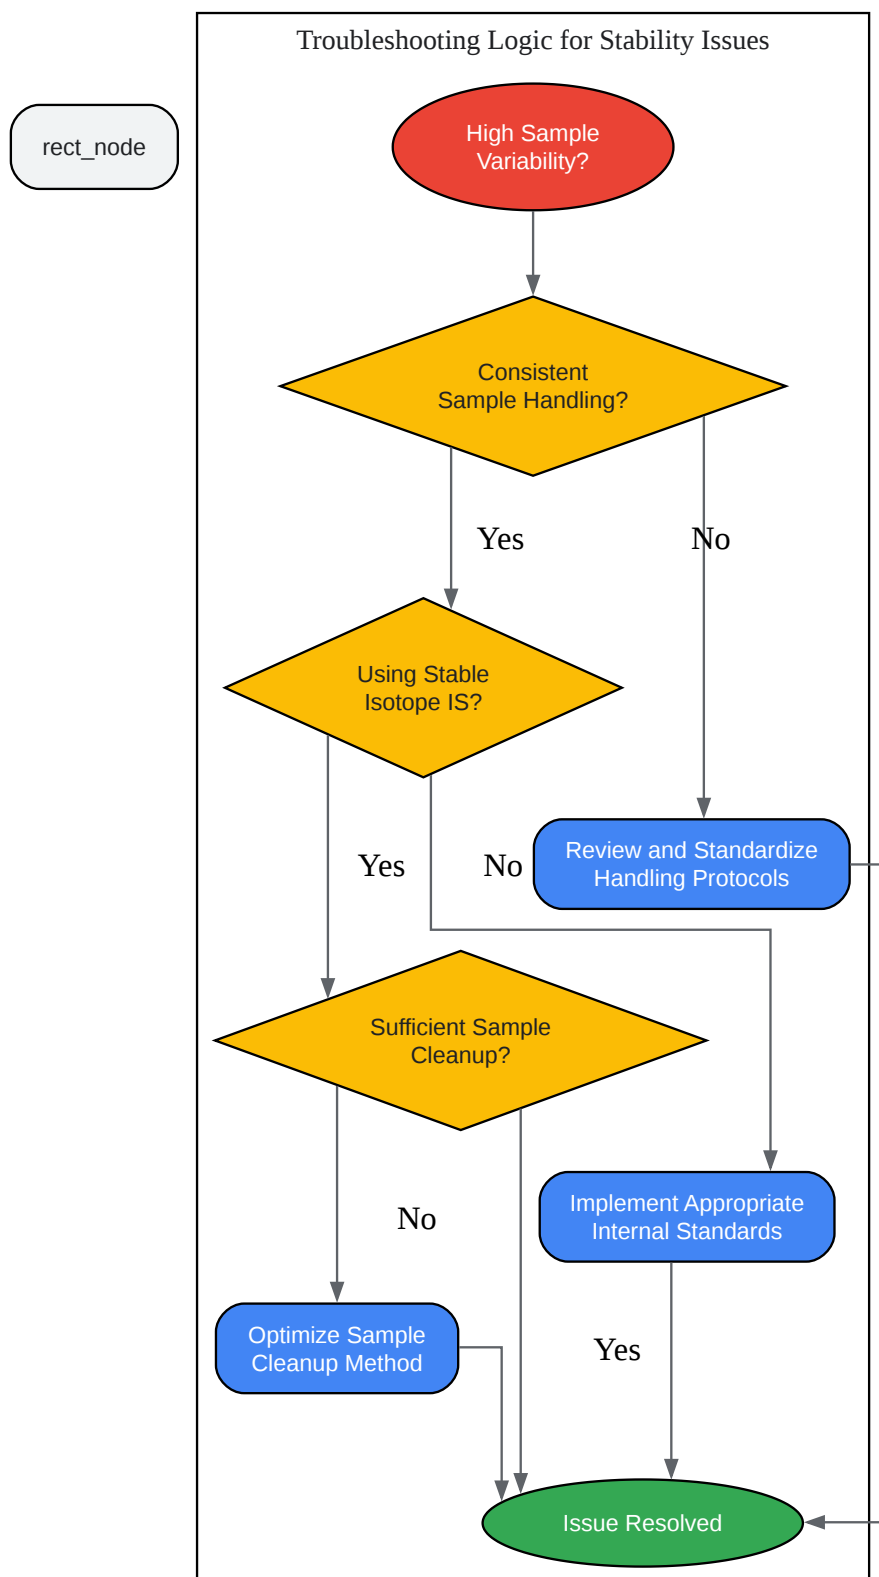 Troubleshooting Logic for Stability Issues
rect_node
High Sample
Variability?
Consistent
Sample Handling?
Yes
No
Using Stable
Isotope IS?
Yes
No
Review and Standardize
Handling Protocols
Sufficient Sample
Cleanup?
No
Implement Appropriate
Internal Standards
Optimize Sample
Cleanup Method
Yes
Issue Resolved